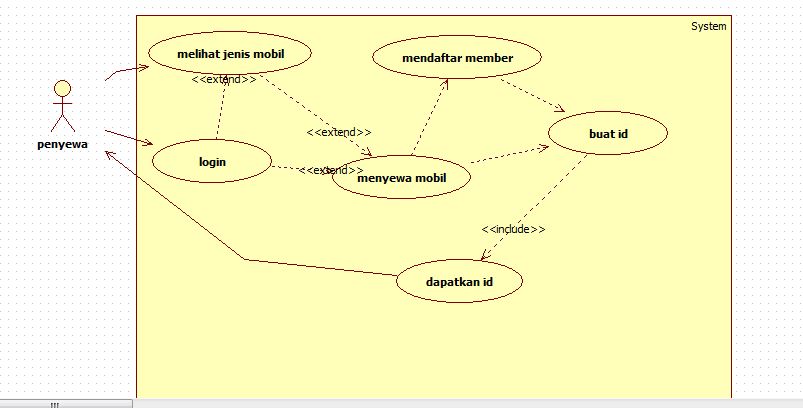 System
melihat jenis mobil
mendaftar member
<<extend>>
penyewa
<<extend>>
buat id
login
<<extend>>
menyewa mobil
<<include>>
dapatkan id